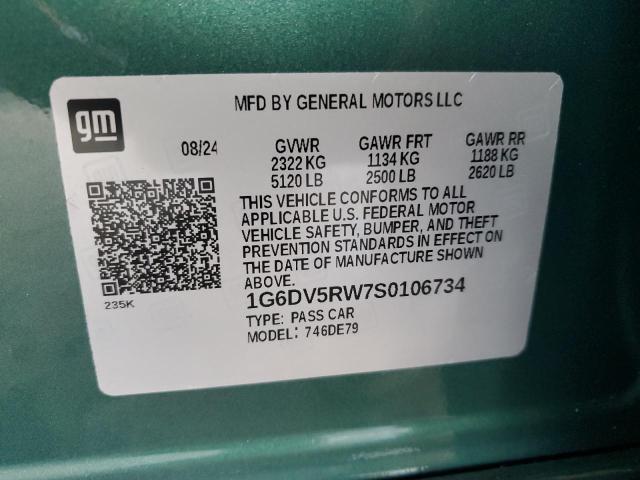 gm
MFD BY GENERAL MOTORS LLC
08/24 GVWR GAWR FRT GAWR RR
2322 KG 1134 KG 1188 KG
5120 LB 2500 LB 2620 LB
THIS VEHICLE CONFORMS TO ALL
APPLICABLE U.S. FEDERAL MOTOR
VEHICLE SAFETY, BUMPER, AND THEFT
PREVENTION STANDARDS IN EFFECT ON
THE DATE OF MANUFACTURE SHOWN
ABOVE.
235K
1G6DV5RW7S0106734
TYPE: PASS CAR
MODEL: 746DE79